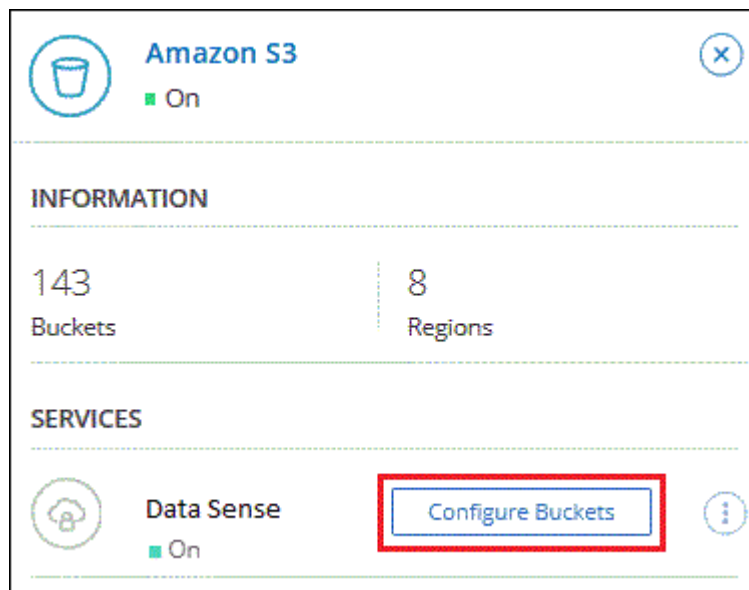 Amazon S3
On
INFORMATION
143
Buckets
8
Regions
SERVICES
Data Sense
On
Configure Buckets